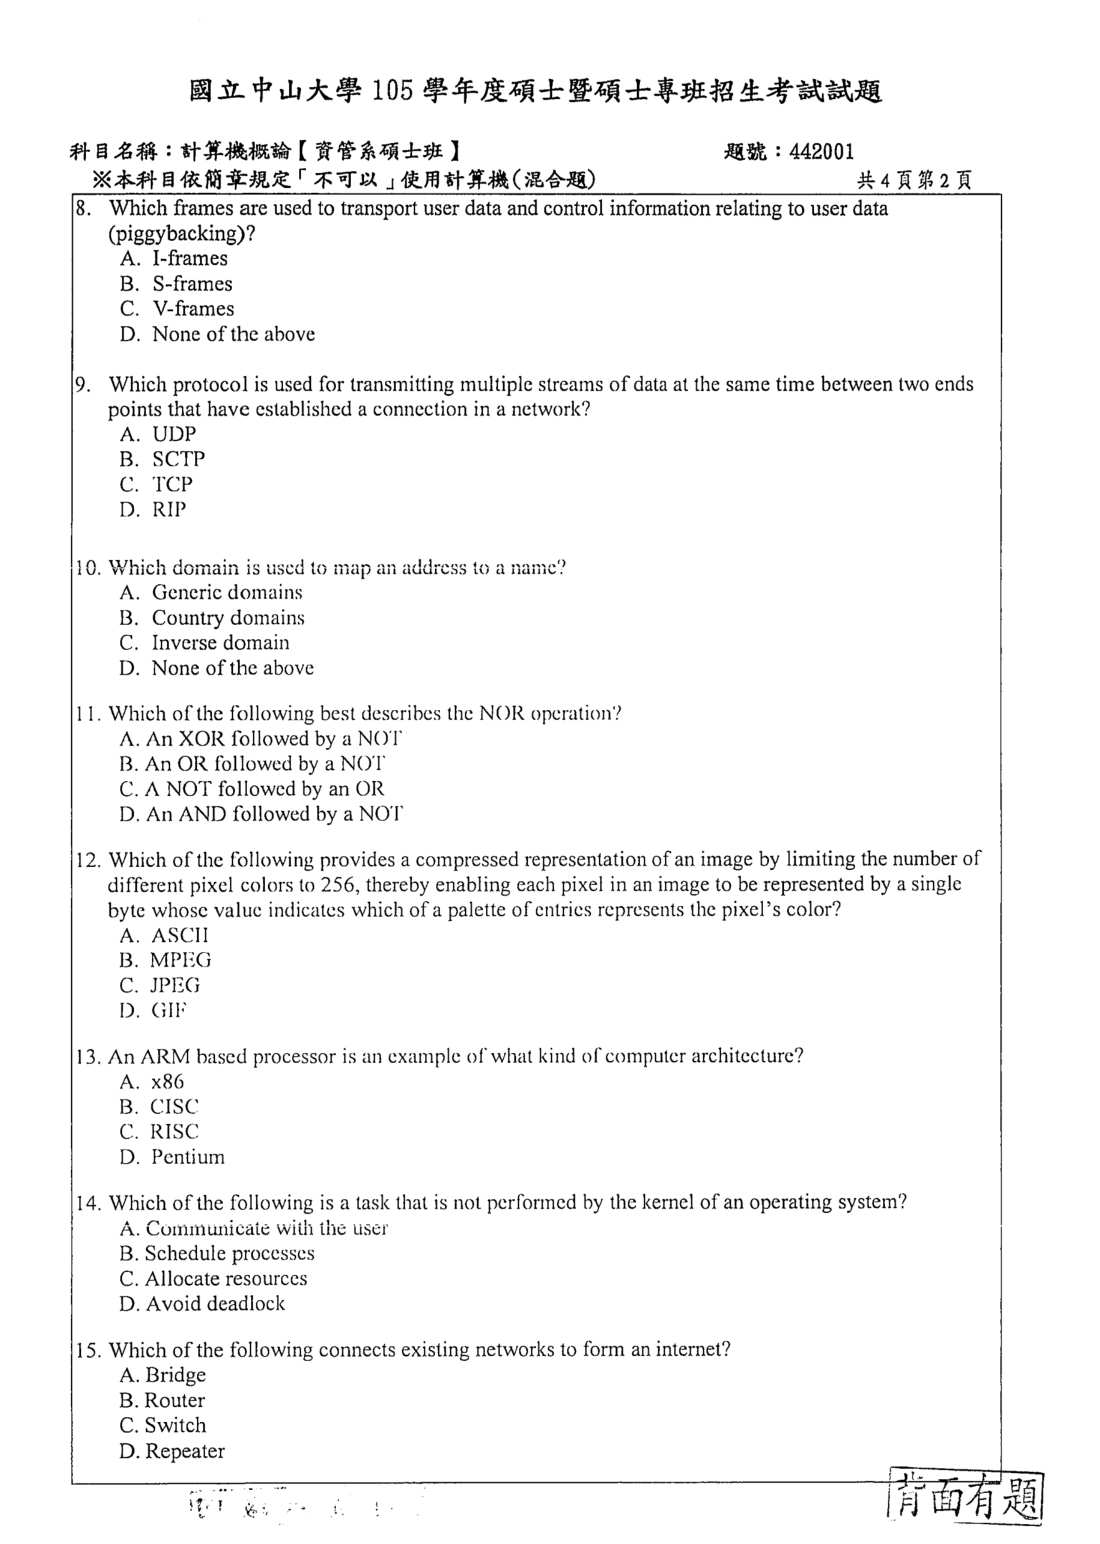 國立中山大學 105 學年度碩士暨碩士專班招生考試試題
科目名稱：計算機概論【資管系碩士班】 題號：442001
※本科目依簡章規定「不可以」使用計算機(混合題) 共 4 頁第 2 頁
8. Which frames are used to transport user data and control information relating to user data
(piggybacking)?
A. I-frames
B. S-frames
C. V-frames
D. None of the above
9. Which protocol is used for transmitting multiple streams of data at the same time between two ends
points that have established a connection in a network?
A. UDP
B. SCTP
C. TCP
D. RIP
10. Which domain is used to map an address to a name?
A. Generic domains
B. Country domains
C. Inverse domain
D. None of the above
11. Which of the following best describes the NOR operation?
A. An XOR followed by a NOT
B. An OR followed by a NOT
C. A NOT followed by an OR
D. An AND followed by a NOT
12. Which of the following provides a compressed representation of an image by limiting the number of
different pixel colors to 256, thereby enabling each pixel in an image to be represented by a single
byte whose value indicates which of a palette of entries represents the pixel's color?
A. ASCII
B. MPEG
C. JPEG
D. GIF
13. An ARM based processor is an example of what kind of computer architecture?
A. x86
B. CISC
C. RISC
D. Pentium
14. Which of the following is a task that is not performed by the kernel of an operating system?
A. Communicate with the user
B. Schedule processes
C. Allocate resources
D. Avoid deadlock
15. Which of the following connects existing networks to form an internet?
A. Bridge
B. Router
C. Switch
D. Repeater
背面有題